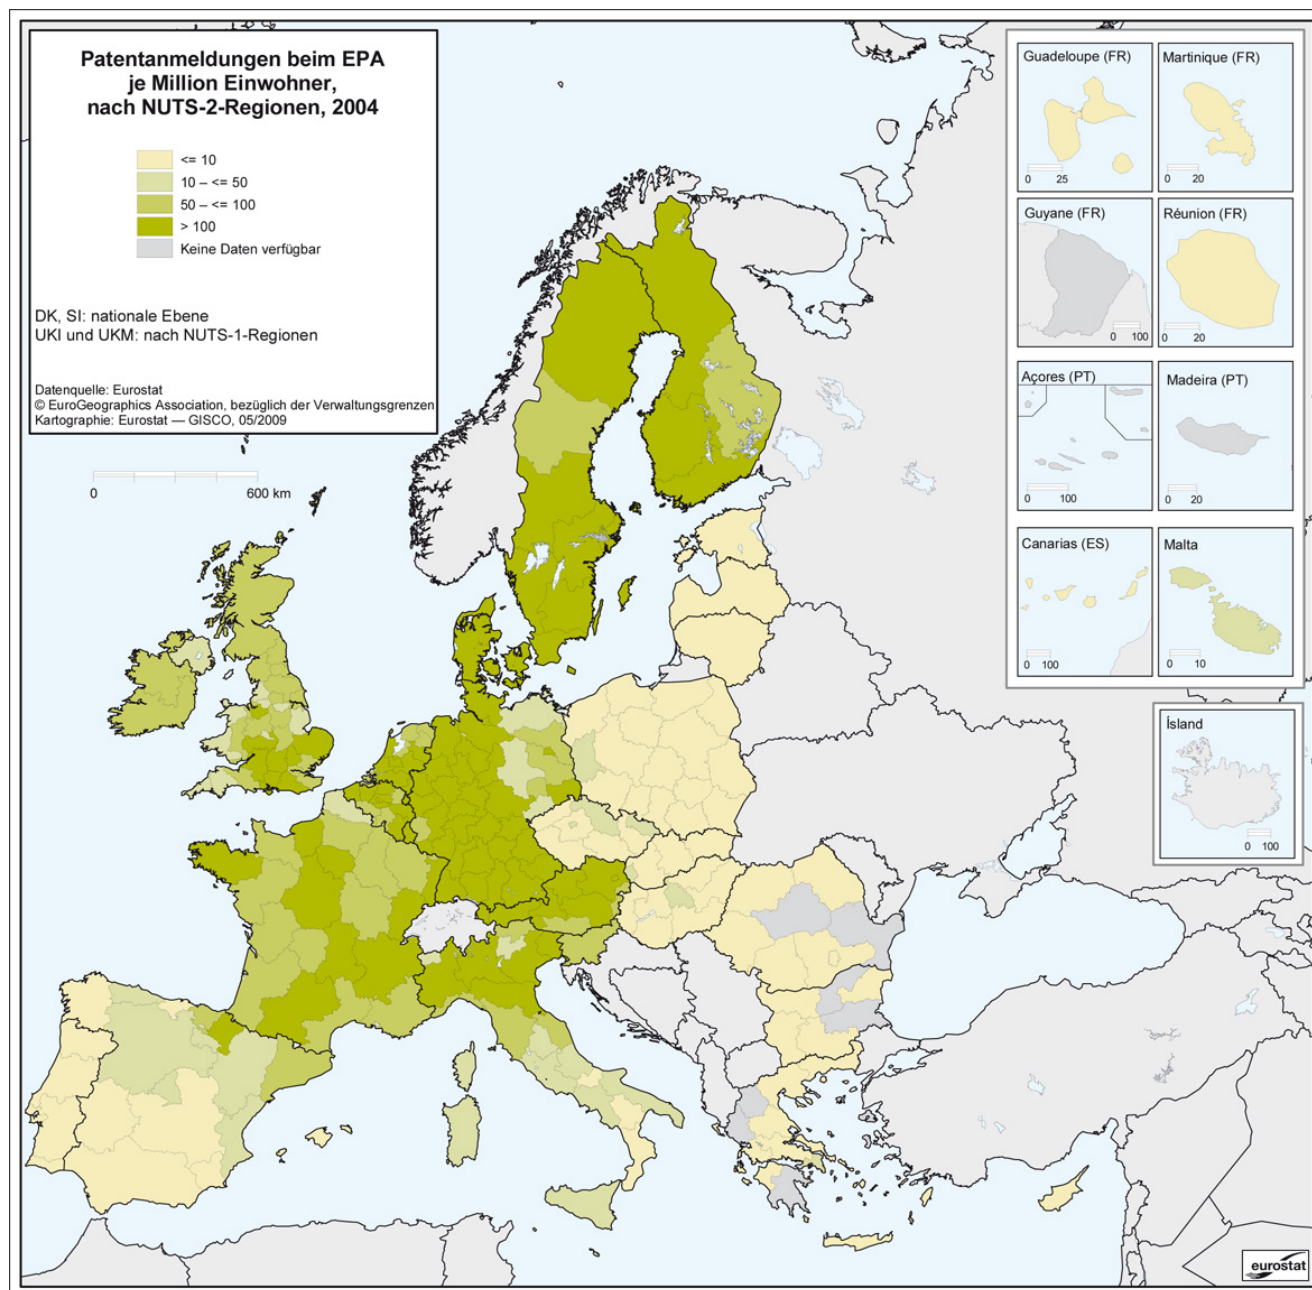 Patentanmeldungen beim EPA
je Million Einwohner,
nach NUTS-2-Regionen, 2004
<= 10
10 – <= 50
50 – <= 100
> 100
Keine Daten verfügbar
DK, SI: nationale Ebene
UKI und UKM: nach NUTS-1-Regionen
Datenquelle: Eurostat
© EuroGeographics Association, bezüglich der Verwaltungsgrenzen
Kartographie: Eurostat — GISCO, 05/2009
0 600 km
Guadeloupe (FR)
0 25
Martinique (FR)
0 20
Guyane (FR)
0 100
Réunion (FR)
0 20
Açores (PT)
0 100
Madeira (PT)
0 20
Canarias (ES)
0 100
Malta
0 10
Ísland
0 100
eurostat